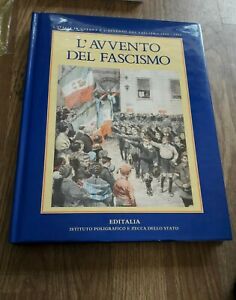 L'AVVENTO
DEL FASCISMO
EDITALIA
ISTITUTO POLIGRAFICO E ZECCA DELLO STATO